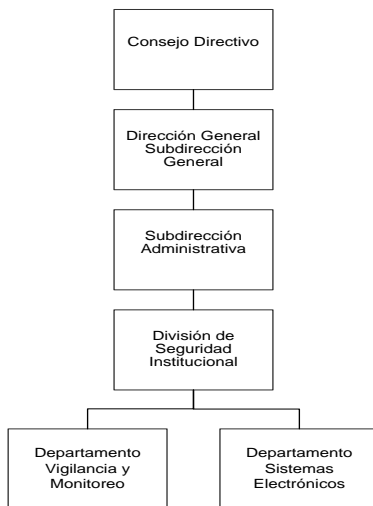 Consejo Directivo
Dirección General
Subdirección
General
Subdirección
Administrativa
División de
Seguridad
Institucional
Departamento
Vigilancia y
Monitoreo
Departamento
Sistemas
Electrónicos